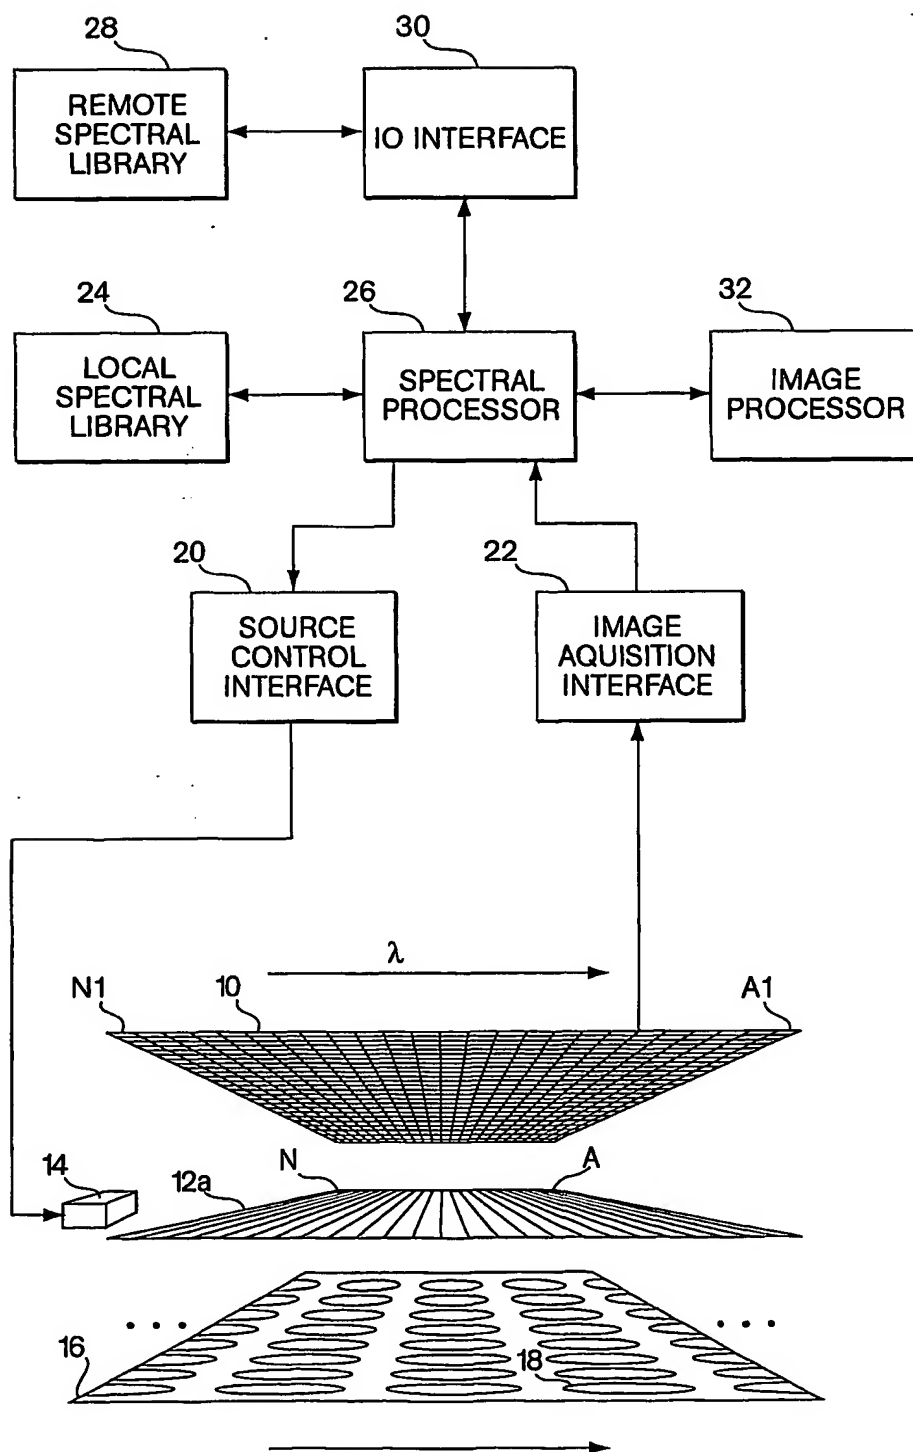 28
30
REMOTE
SPECTRAL
LIBRARY
IO INTERFACE
24
26
32
LOCAL
SPECTRAL
LIBRARY
SPECTRAL
PROCESSOR
IMAGE
PROCESSOR
20
22
SOURCE
CONTROL
INTERFACE
IMAGE
AQUISITION
INTERFACE
λ
N1
10
A1
14
12a
N
A
16
18